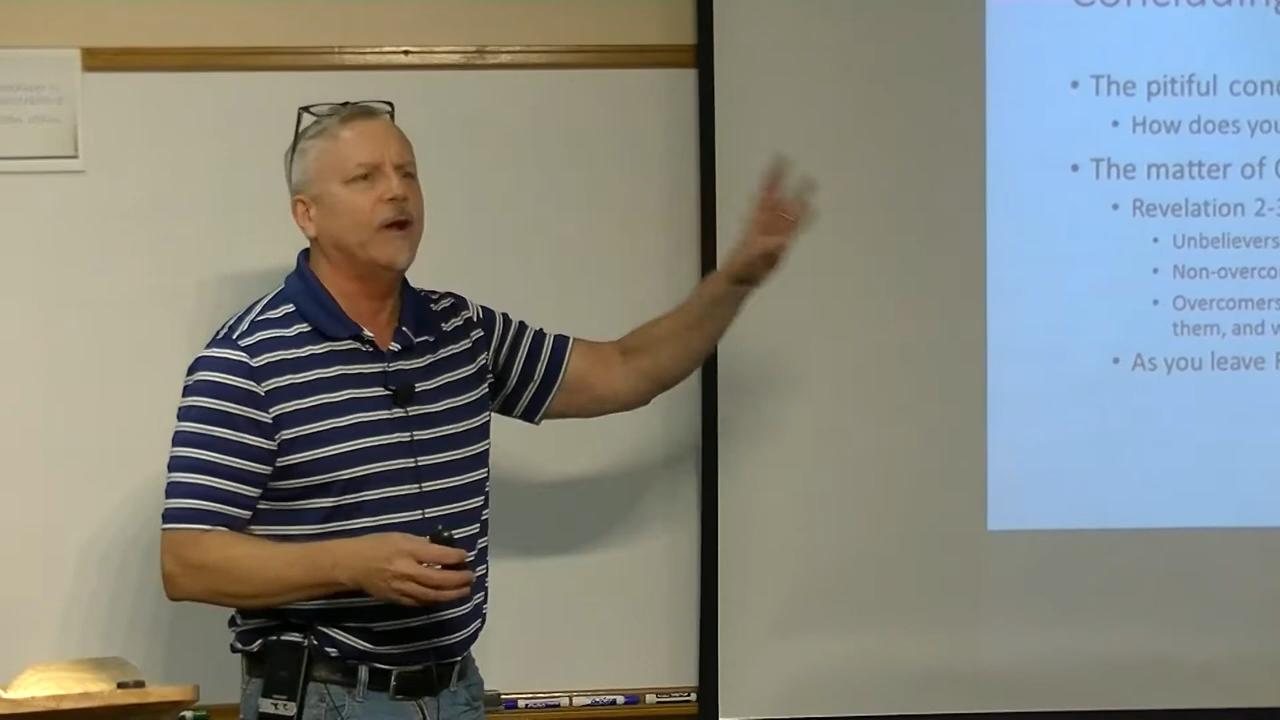 Concluding
• The pitiful con
• How does you
• The matter of
• Revelation 2-
• Unbelievers
• Non-overco
• Overcomers
them, and w
• As you leave